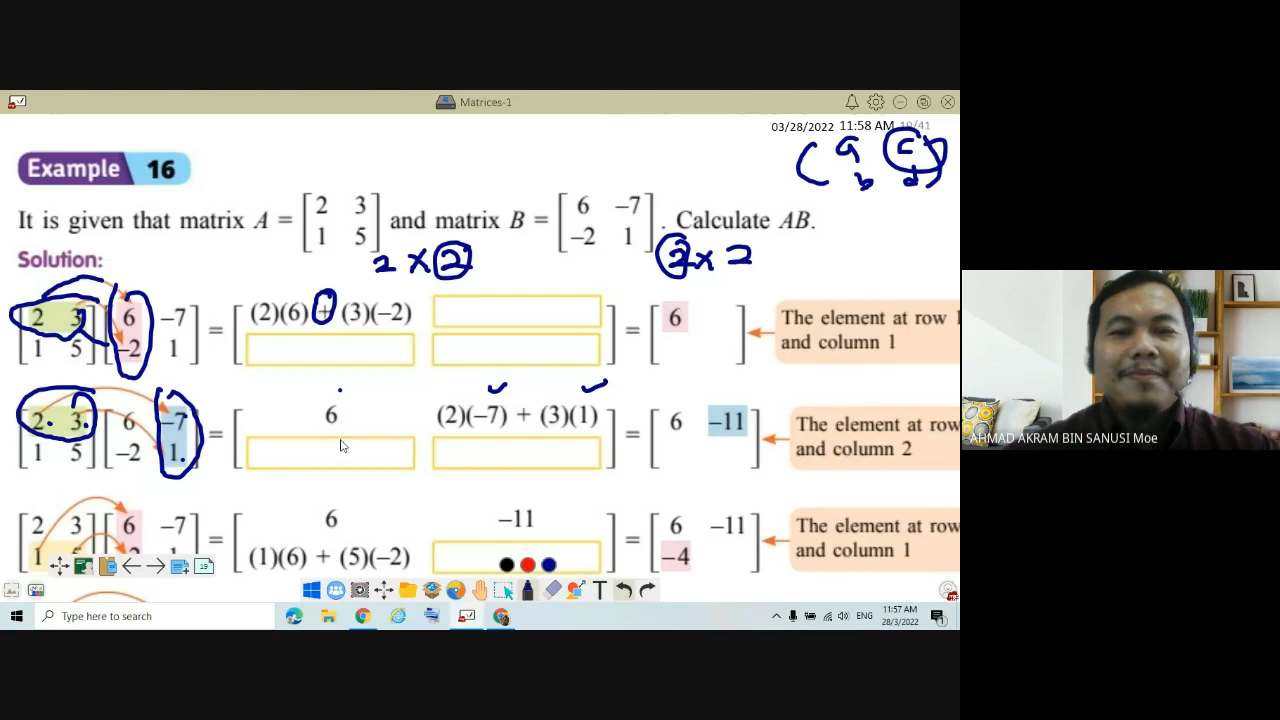 Matrices-1
03/28/2022 11:58 AM 19/41
( a c
b d )
Example 16
It is given that matrix A = [2 3 1 5] and matrix B = [6 −7 −2 1]. Calculate AB.
2 × 2 2 × 2
Solution:
[2 3 [6 −7 = [(2)(6) + (3)(−2) = [6 The element at row 1
1 5] −2 1] ] ] and column 1
[2 3 [6 −7 = [6 (2)(−7) + (3)(1) = [6 −11 The element at row
1 5] −2 1] ] ] and column 2
[2 3 [6 −7 = [6 −11 = [6 −11 The element at row
1 5] −2 (1)(6) + (5)(−2) ] −4 ] and column 1
AHMAD AKRAM BIN SANUSI Moe
19
T
Type here to search
ENG
11:57 AM
28/3/2022